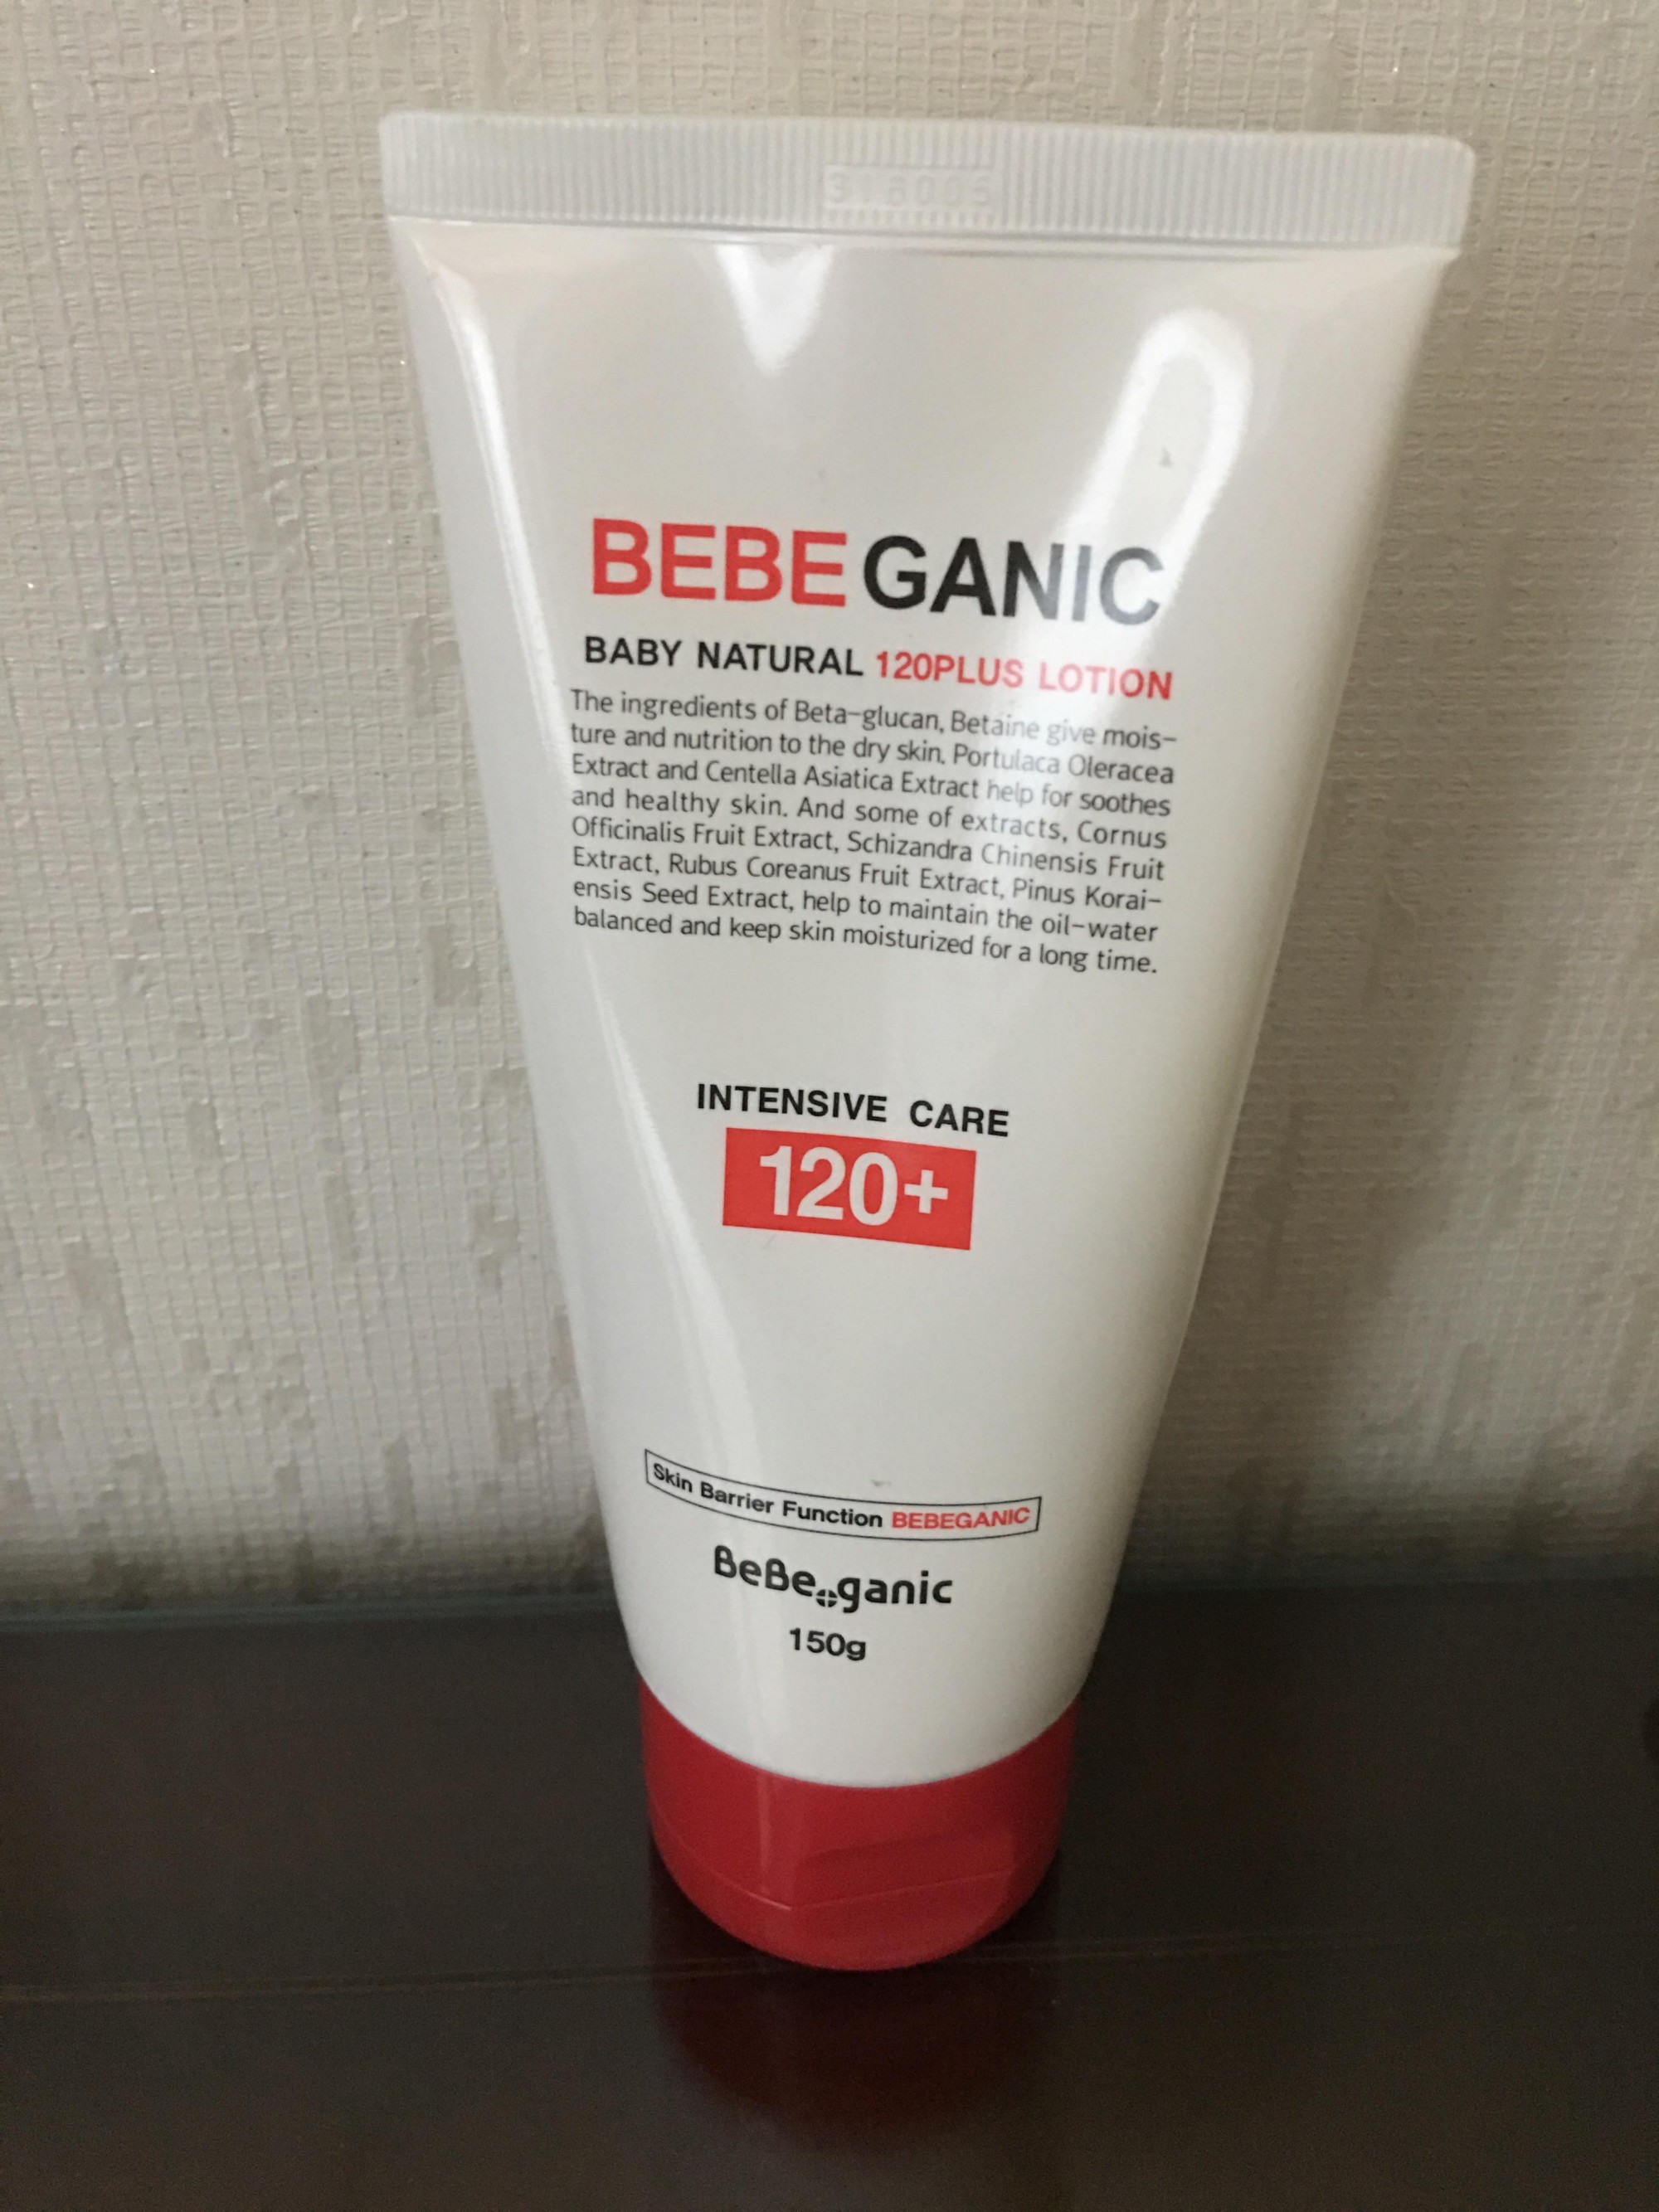 BEBEGANIC
BABY NATURAL 120PLUS LOTION
The ingredients of Beta-glucan, Betaine give mois-
ture and nutrition to the dry skin. Portulaca Oleracea
Extract and Centella Asiatica Extract help for soothes
and healthy skin. And some of extracts, Cornus
Officinalis Fruit Extract, Schizandra Chinensis Fruit
Extract, Rubus Coreanus Fruit Extract, Pinus Korai-
ensis Seed Extract, help to maintain the oil-water
balanced and keep skin moisturized for a long time.
INTENSIVE CARE
120+
Skin Barrier Function BEBEGANIC
BeBe ganic
150g